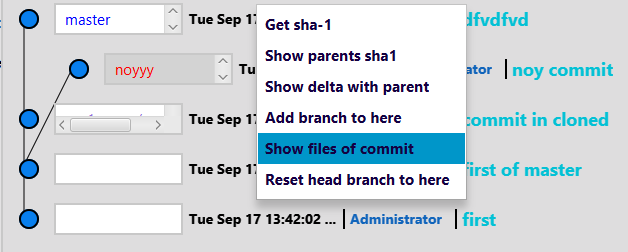 master Tue Sep 17 dfvdfvd
noyyy Tu ator noy commit
Tue Sep 17 commit in cloned
Tue Sep 17 first of master
Tue Sep 17 13:42:02 ... Administrator first
Get sha-1
Show parents sha1
Show delta with parent
Add branch to here
Show files of commit
Reset head branch to here